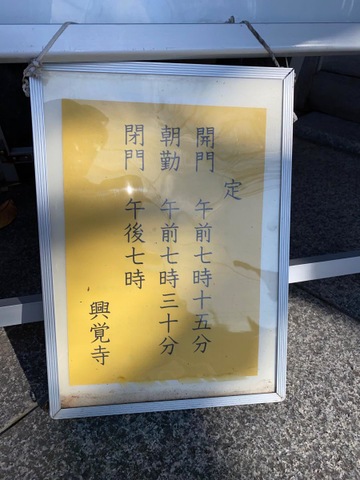 定
開門 午前七時十五分
朝勤 午前七時三十分
閉門 午後七時
興覚寺